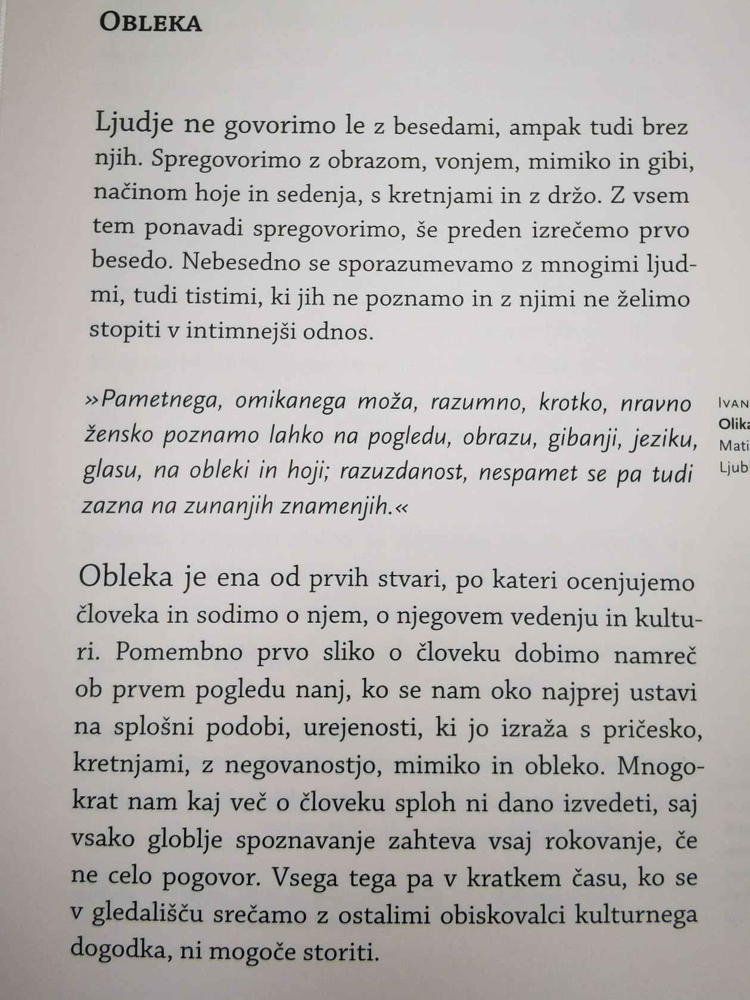 OBLEKA
Ljudje ne govorimo le z besedami, ampak tudi brez
njih. Spregovorimo z obrazom, vonjem, mimiko in gibi,
načinom hoje in sedenja, s kretnjami in z držo. Z vsem
tem ponavadi spregovorimo, še preden izrečemo prvo
besedo. Nebesedno se sporazumevamo z mnogimi ljud-
mi, tudi tistimi, ki jih ne poznamo in z njimi ne želimo
stopiti v intimnejši odnos.
»Pametnega, omikanega moža, razumno, krotko, nravno
žensko poznamo lahko na pogledu, obrazu, gibanji, jeziku,
glasu, na obleki in hoji; razuzdanost, nespamet se pa tudi
zazna na zunanjih znamenjih.«
IVAN
Olika
Mati
Ljub
Obleka je ena od prvih stvari, po kateri ocenjujemo
človeka in sodimo o njem, o njegovem vedenju in kultu-
ri. Pomembno prvo sliko o človeku dobimo namreč
ob prvem pogledu nanj, ko se nam oko najprej ustavi
na splošni podobi, urejenosti, ki jo izraža s pričesko,
kretnjami, z negovanostjo, mimiko in obleko. Mnogo-
krat nam kaj več o človeku sploh ni dano izvedeti, saj
vsako globlje spoznavanje zahteva vsaj rokovanje, če
ne celo pogovor. Vsega tega pa v kratkem času, ko se
v gledališču srečamo z ostalimi obiskovalci kulturnega
dogodka, ni mogoče storiti.